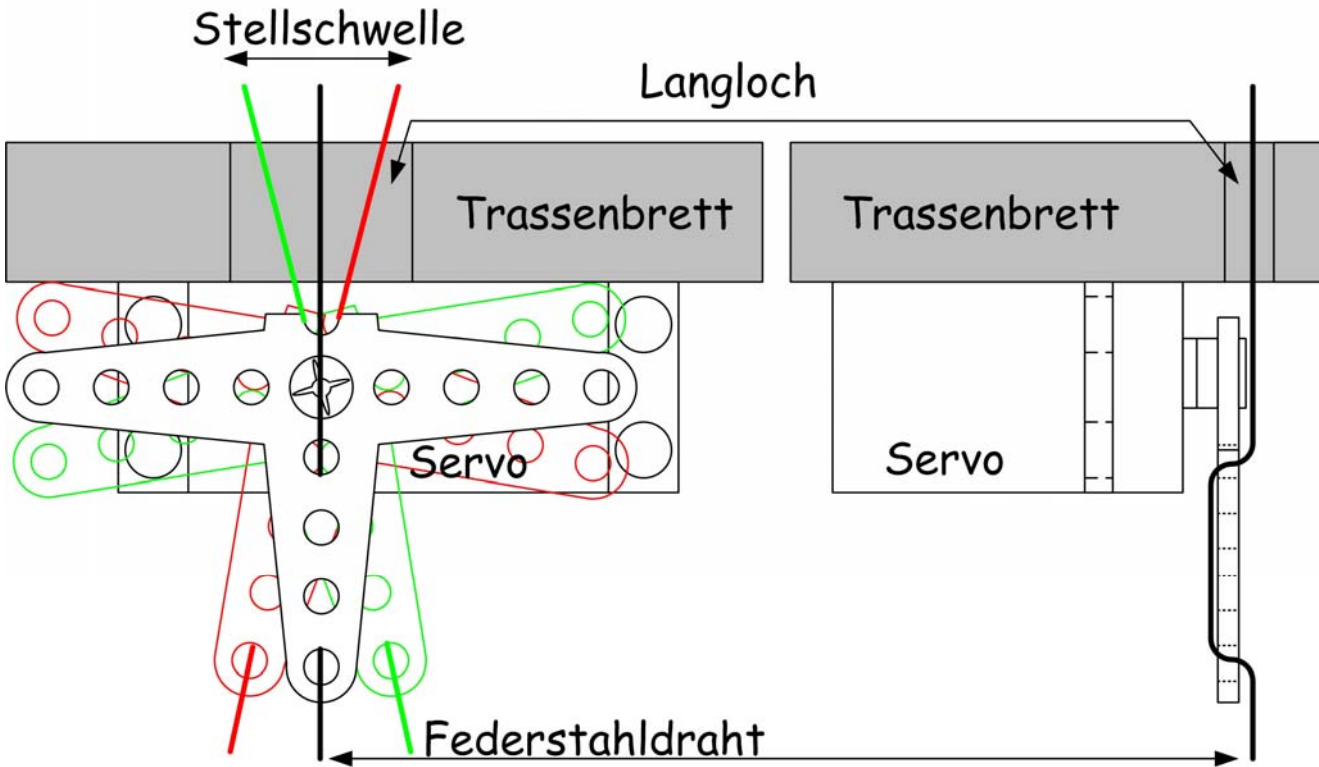 Stellschwelle
Langloch
Trassenbrett
Trassenbrett
Servo
Servo
Federstahldraht